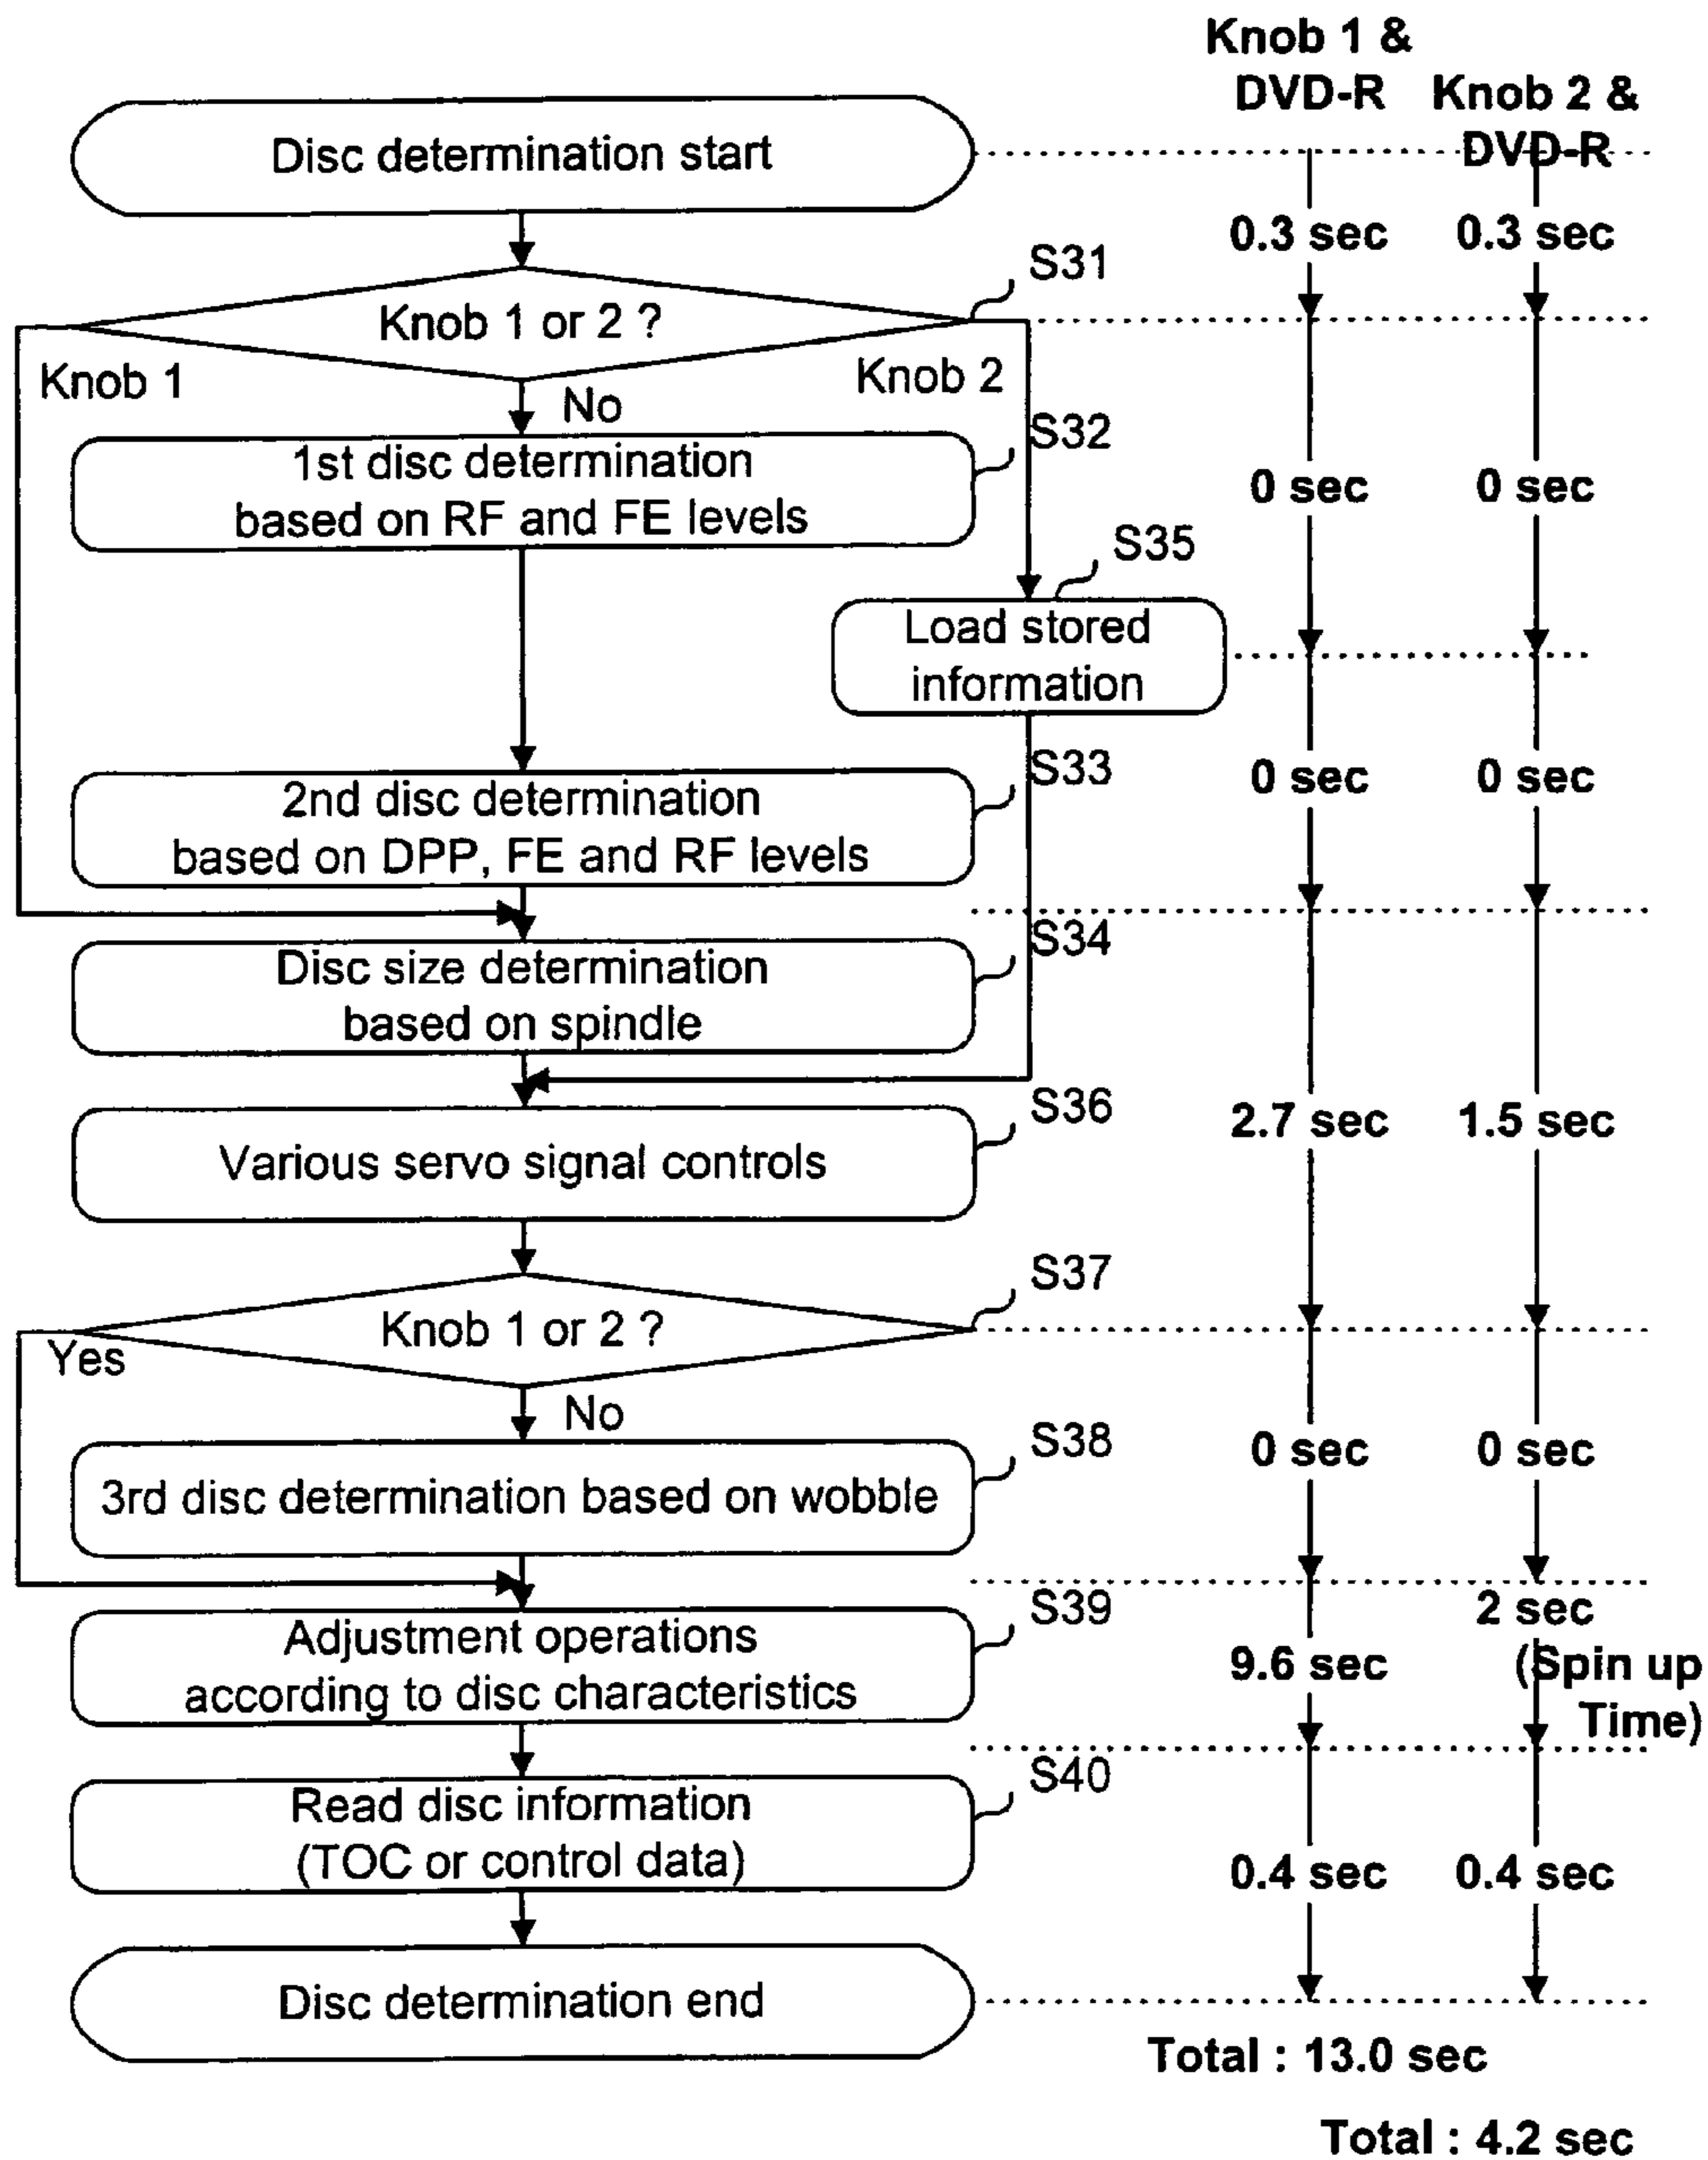 Knob 1 &
DVD-R
Knob 2 &
DVD-R
Disc determination start
0.3 sec
0.3 sec
S31
Knob 1 or 2 ?
Knob 1
Knob 2
No
S32
1st disc determination
based on RF and FE levels
0 sec
0 sec
S35
Load stored
information
S33
2nd disc determination
based on DPP, FE and RF levels
0 sec
0 sec
S34
Disc size determination
based on spindle
S36
Various servo signal controls
2.7 sec
1.5 sec
S37
Knob 1 or 2 ?
Yes
No
S38
3rd disc determination based on wobble
0 sec
0 sec
S39
Adjustment operations
according to disc characteristics
9.6 sec
2 sec
(Spin up
Time)
S40
Read disc information
(TOC or control data)
0.4 sec
0.4 sec
Disc determination end
Total : 13.0 sec
Total : 4.2 sec